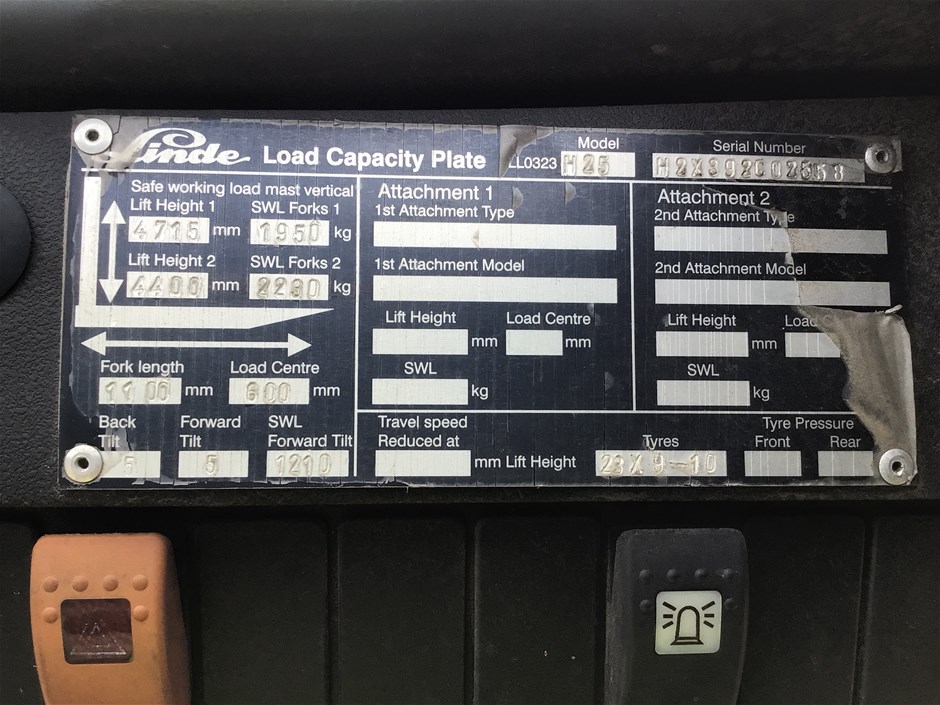 Linde Load Capacity Plate LL0323 Model H25 Serial Number
Safe working load mast vertical
Lift Height 1 SWL Forks 1
4715 mm 1950 kg
Lift Height 2 SWL Forks 2
4400 mm 2230 kg
Fork length Load Centre
1100 mm 600 mm
Back Tilt Forward Tilt SWL Forward Tilt
5 5 1210
Attachment 1
1st Attachment Type
1st Attachment Model
Lift Height Load Centre
mm mm
SWL
kg
Attachment 2
2nd Attachment Type
2nd Attachment Model
Lift Height Load
mm
SWL
kg
Travel speed
Reduced at
mm Lift Height
Tyres
23X9-10
Tyre Pressure
Front Rear